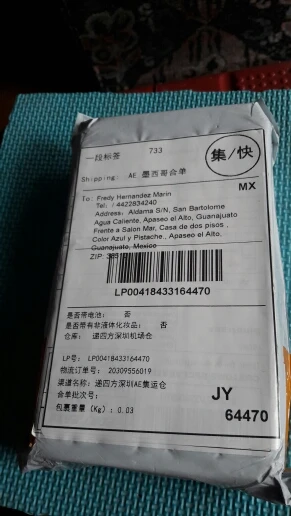 一段标签 733
集/快
Shipping: AE 墨西哥合单
MX
To: Fredy Hernandez Marin
Tel: / 4422834240
Address: Aldama S/N, San Bartolome
Agua Caliente, Apaseo el Alto, Guanajuato
Frente a Salon Mar, Casa de dos pisos ,
Color Azul y Pistache , Apaseo el Alto,
Guanajuato, Mexico
ZIP:
LP00418433164470
是否带电池: 否
是否带有非液体化妆品: 否
仓库: 递四方深圳机场仓
LP号: LP00418433164470
物流订单号: 20309556019
渠道名称: 递四方深圳AE集运仓
合单批次号:
包裹重量(Kg): 0.03
JY
64470